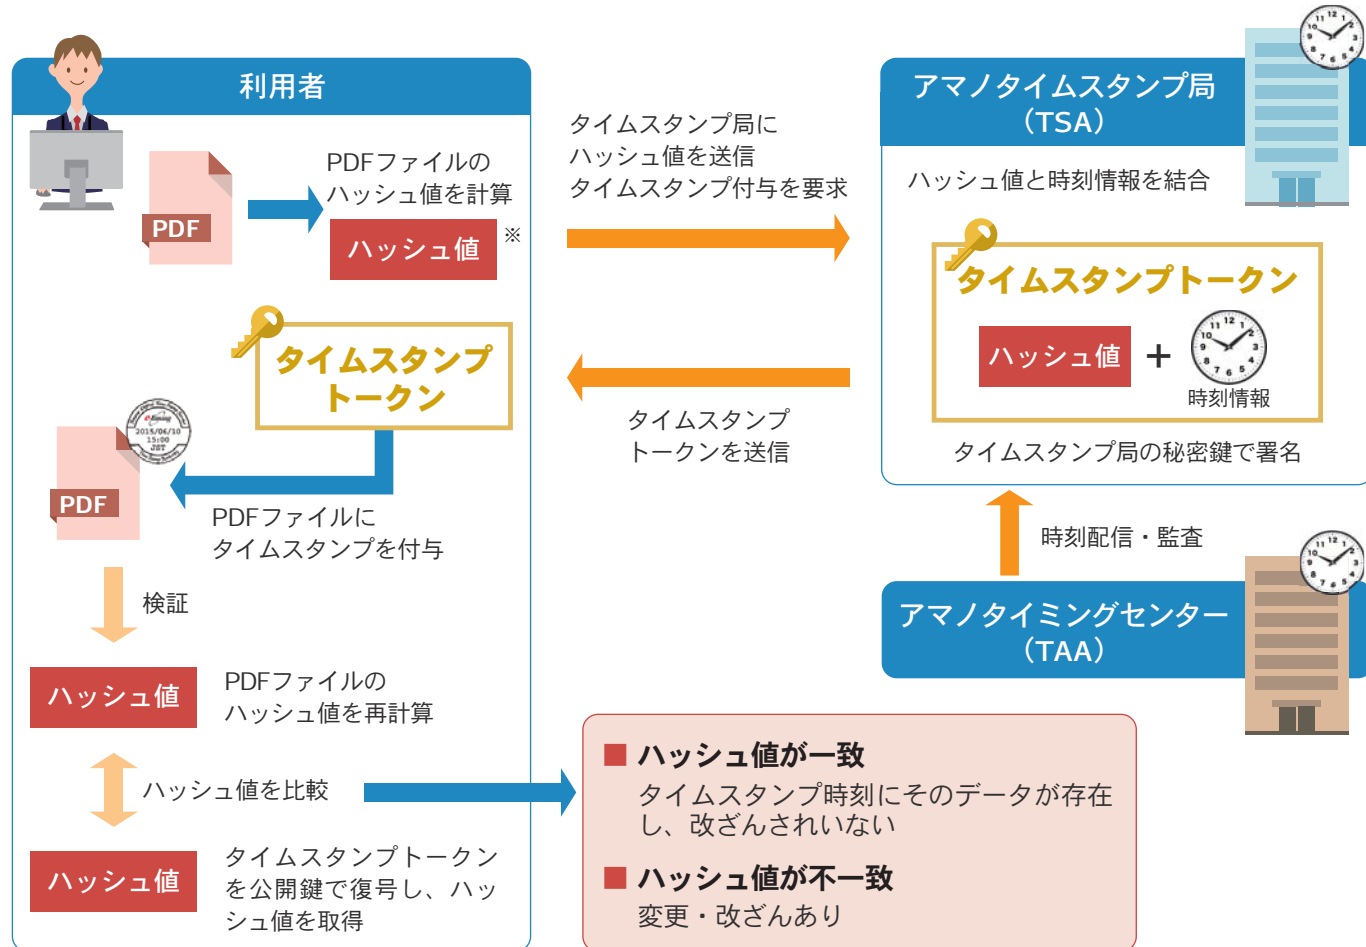 利用者
PDFファイルの
ハッシュ値を計算
PDF
ハッシュ値
※
タイムスタンプ局に
ハッシュ値を送信
タイムスタンプ付与を要求
アマノタイムスタンプ局
（TSA）
ハッシュ値と時刻情報を結合
タイムスタンプトークン
ハッシュ値
+
時刻情報
タイムスタンプ局の秘密鍵で署名
タイムスタンプ
トークンを送信
タイムスタンプ
トークン
2015/06/10
15:00
JST
PDF
PDFファイルに
タイムスタンプを付与
時刻配信・監査
アマノタイミングセンター
（TAA）
検証
ハッシュ値
PDFファイルの
ハッシュ値を再計算
ハッシュ値を比較
ハッシュ値
タイムスタンプトークン
を公開鍵で復号し、ハッ
シュ値を取得
■ ハッシュ値が一致
タイムスタンプ時刻にそのデータが存在
し、改ざんされいない
■ ハッシュ値が不一致
変更・改ざんあり